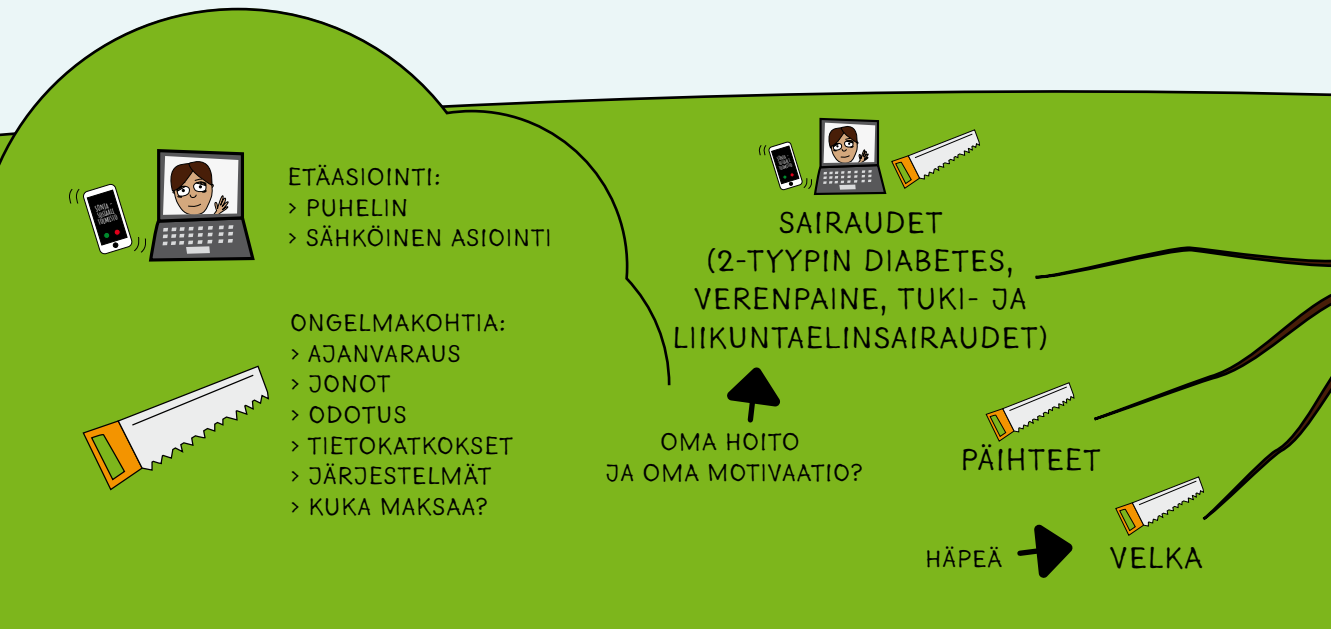 ETÄASIOINTI:
> PUHELIN
> SÄHKÖINEN ASIOINTI
ONGELMAKOHTIA:
> AJANVARAUS
> JONOT
> ODOTUS
> TIETOKATKOKSET
> JÄRJESTELMÄT
> KUKA MAKSAA?
SAIRAUDET
(2-TYYPIN DIABETES,
VERENPAINE, TUKI- JA
LIIKUNTAELINSAIRAUDET)
OMA HOITO
JA OMA MOTIVAATIO?
PÄIHTEET
HÄPEÄ
VELKA